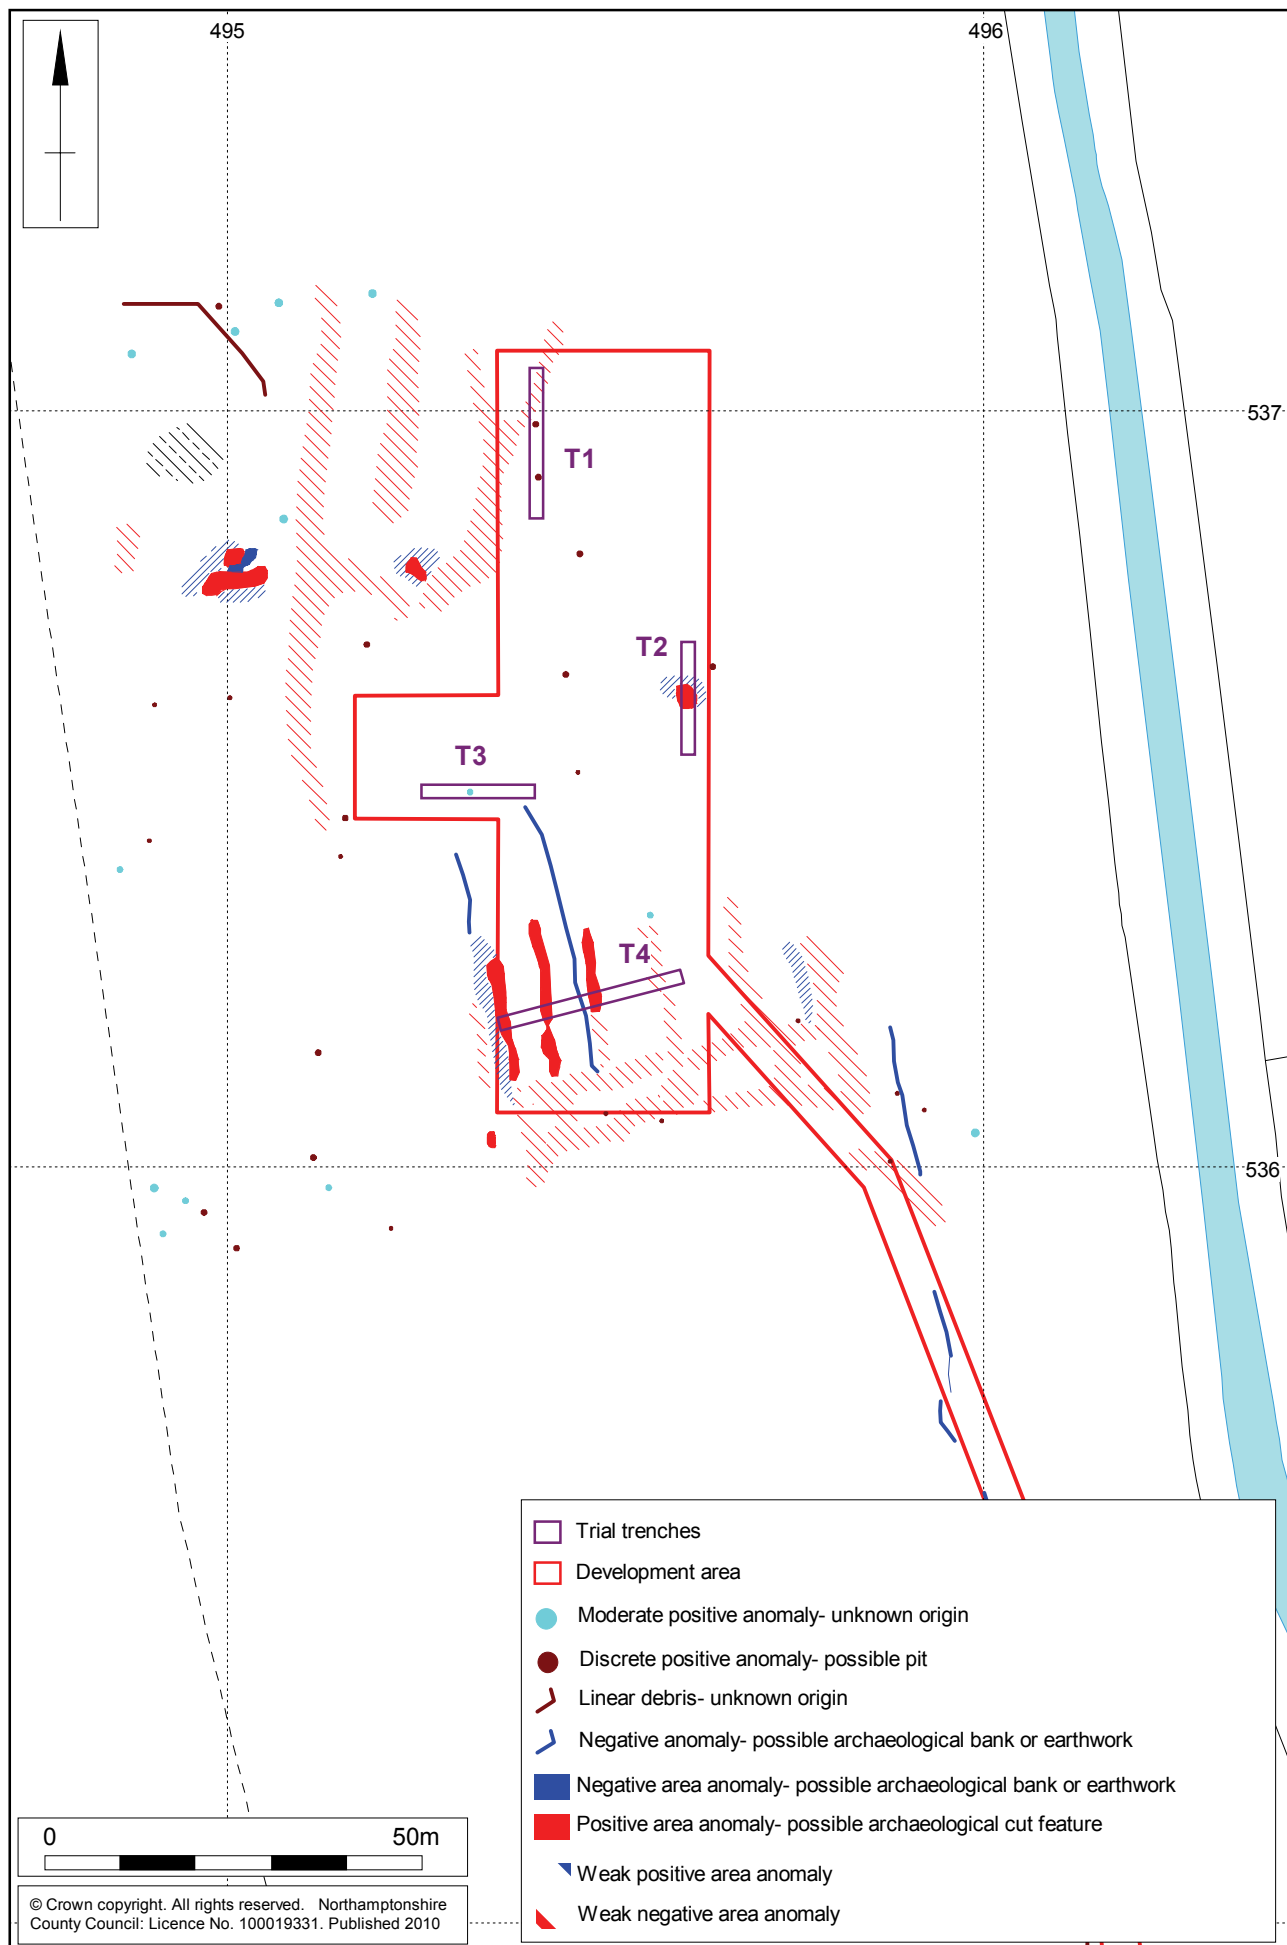 495
496
537
T1
T2
T3
T4
536
Trial trenches
Development area
Moderate positive anomaly- unknown origin
Discrete positive anomaly- possible pit
Linear debris- unknown origin
Negative anomaly- possible archaeological bank or earthwork
Negative area anomaly- possible archaeological bank or earthwork
Positive area anomaly- possible archaeological cut feature
Weak positive area anomaly
Weak negative area anomaly
0 50m
© Crown copyright. All rights reserved. Northamptonshire
County Council: Licence No. 100019331. Published 2010